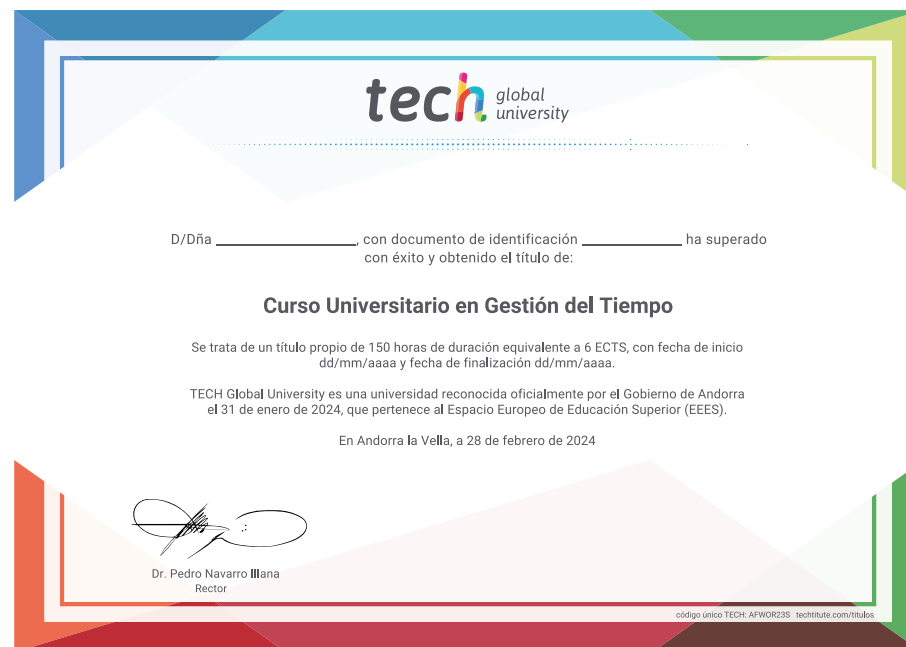 tech global university
D/Dña ________________, con documento de identificación ____________ ha superado
con éxito y obtenido el título de:
Curso Universitario en Gestión del Tiempo
Se trata de un título propio de 150 horas de duración equivalente a 6 ECTS, con fecha de inicio
dd/mm/aaaa y fecha de finalización dd/mm/aaaa.
TECH Global University es una universidad reconocida oficialmente por el Gobierno de Andorra
el 31 de enero de 2024, que pertenece al Espacio Europeo de Educación Superior (EEES).
En Andorra la Vella, a 28 de febrero de 2024
Dr. Pedro Navarro Illana
Rector
código único TECH: AFWOR23S techtitute.com/titulos